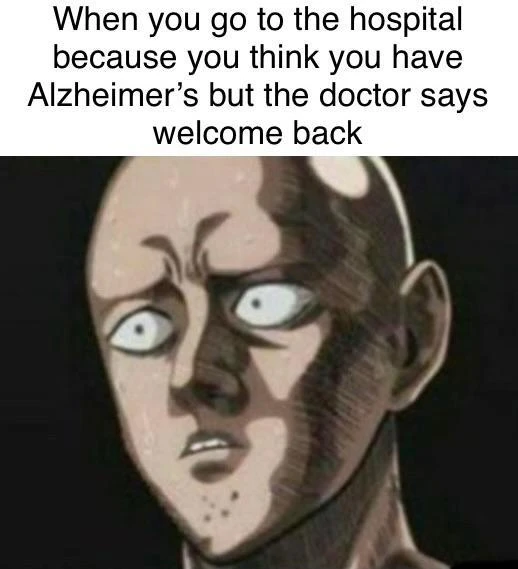 When you go to the hospital
because you think you have
Alzheimer’s but the doctor says
welcome back